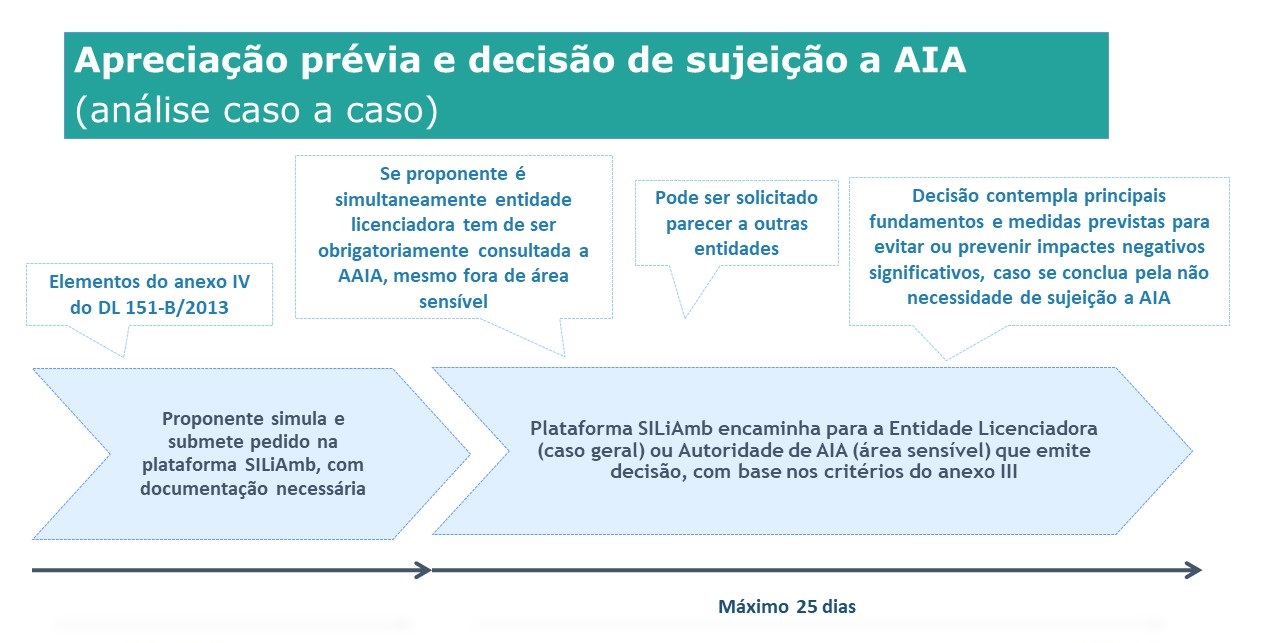 Apreciação prévia e decisão de sujeição a AIA
(análise caso a caso)
Elementos do anexo IV
do DL 151-B/2013
Se proponente é
simultaneamente entidade
licenciadora tem de ser
obrigatoriamente consultada a
AAIA, mesmo fora de área
sensível
Pode ser solicitado
parecer a outras
entidades
Decisão contempla principais
fundamentos e medidas previstas para
evitar ou prevenir impactes negativos
significativos, caso se conclua pela não
necessidade de sujeição a AIA
Proponente simula e
submete pedido na
plataforma SILiAmb, com
documentação necessária
Plataforma SILiAmb encaminha para a Entidade Licenciadora
(caso geral) ou Autoridade de AIA (área sensível) que emite
decisão, com base nos critérios do anexo III
Máximo 25 dias